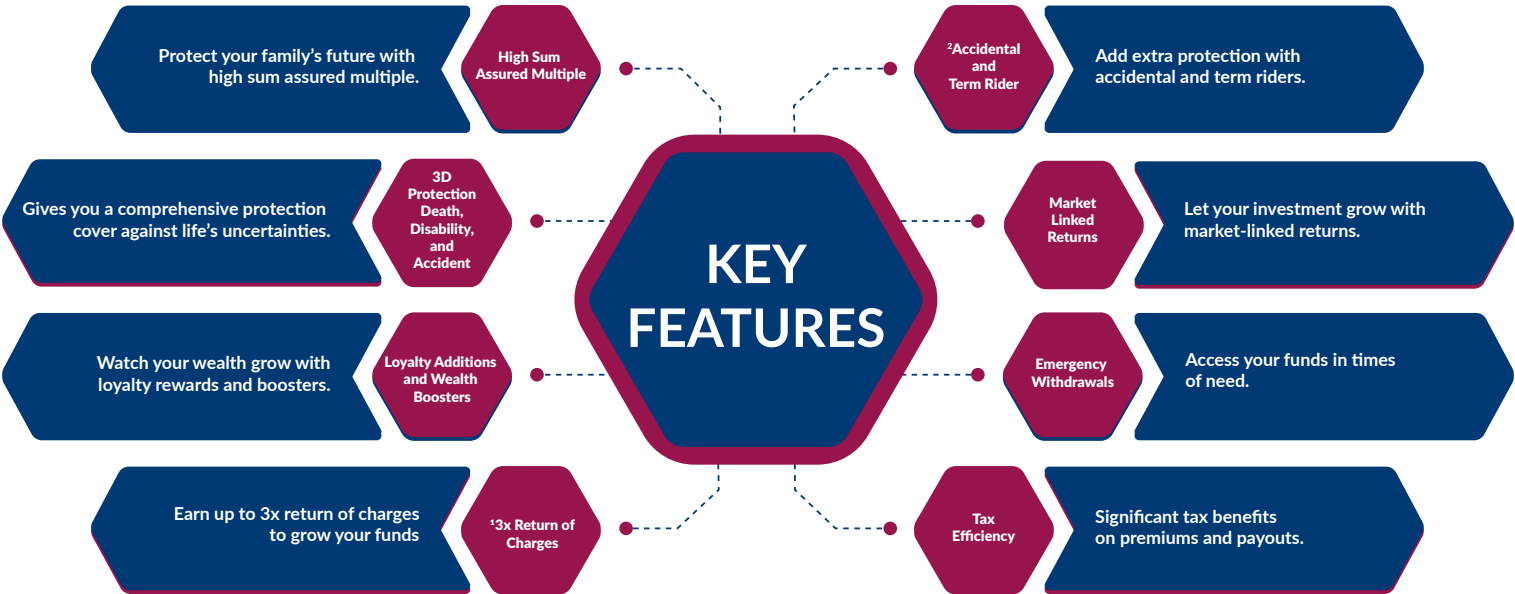 Protect your family's future with
high sum assured multiple.
High Sum
Assured Multiple
²Accidental
and
Term Rider
Add extra protection with
accidental and term riders.
Gives you a comprehensive protection
cover against life's uncertainties.
3D
Protection
Death,
Disability,
and
Accident
Market
Linked
Returns
Let your investment grow with
market-linked returns.
KEY
FEATURES
Watch your wealth grow with
loyalty rewards and boosters.
Loyalty Additions
and Wealth
Boosters
Emergency
Withdrawals
Access your funds in times
of need.
Earn up to 3x return of charges
to grow your funds
¹3x Return of
Charges
Tax
Efficiency
Significant tax benefits
on premiums and payouts.